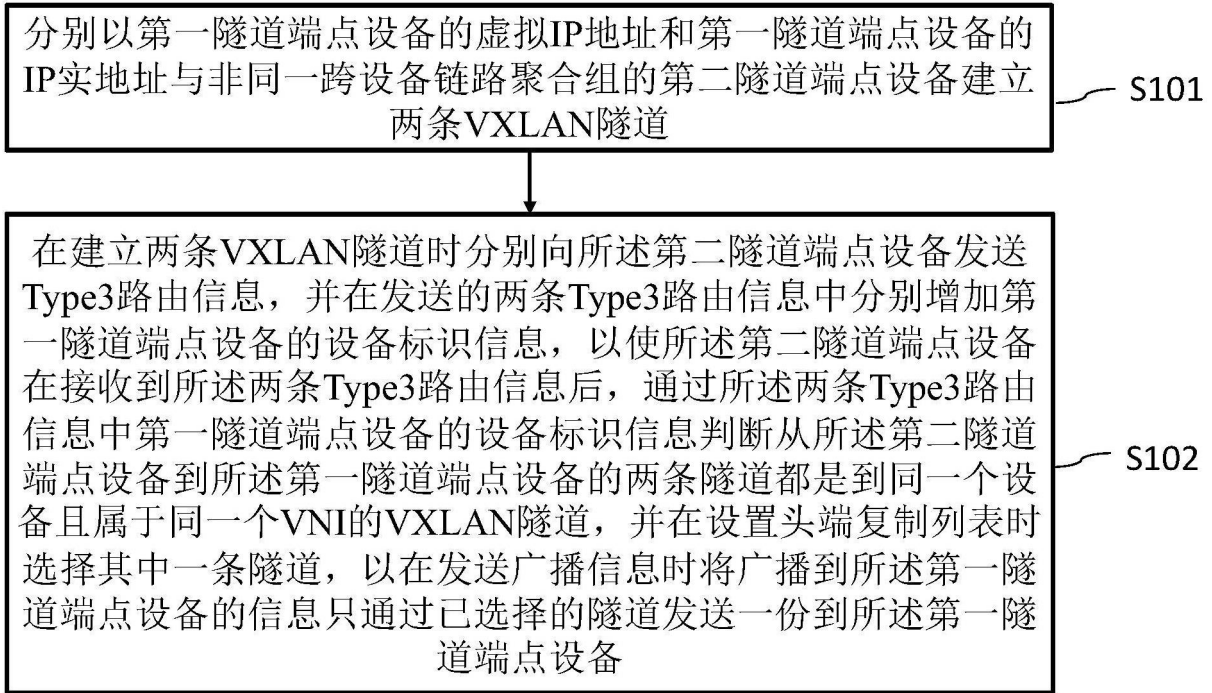 分别以第一隧道端点设备的虚拟IP地址和第一隧道端点设备的
IP实地址与非同一跨设备链路聚合组的第二隧道端点设备建立
两条VXLAN隧道
S101
在建立两条VXLAN隧道时分别向所述第二隧道端点设备发送
Type3路由信息，并在发送的两条Type3路由信息中分别增加第
一隧道端点设备的设备标识信息，以使所述第二隧道端点设备
在接收到所述两条Type3路由信息后，通过所述两条Type3路由
信息中第一隧道端点设备的设备标识信息判断从所述第二隧道
端点设备到所述第一隧道端点设备的两条隧道都是到同一个设
备且属于同一个VNI的VXLAN隧道，并在设置头端复制列表时
选择其中一条隧道，以在发送广播信息时将广播到所述第一隧
道端点设备的信息只通过已选择的隧道发送一份到所述第一隧
道端点设备
S102